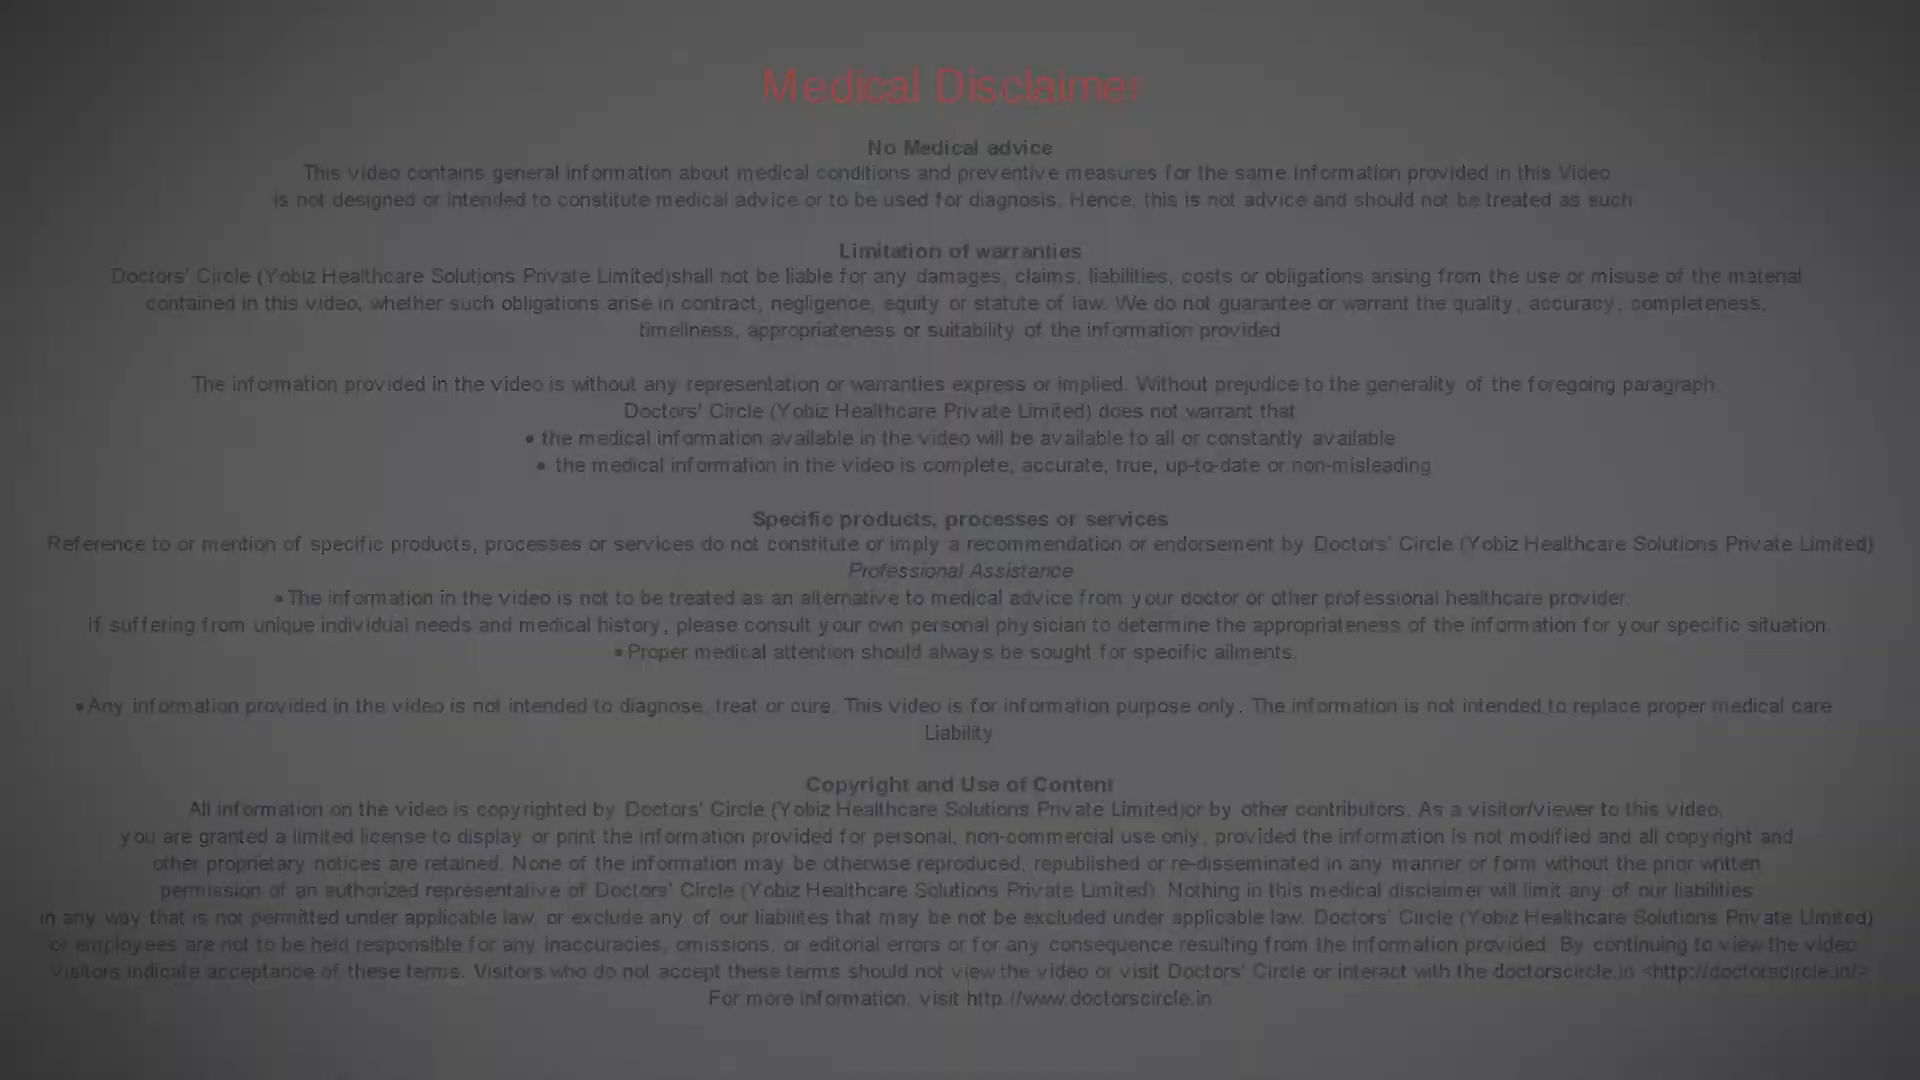 Medical Disclaimer
No Medical advice
This video contains general information about medical conditions and preventive measures for the same Information provided in this Video
is not designed or intended to constitute medical advice or to be used for diagnosis. Hence, this is not advice and should not be treated as such
Limitation of warranties
Doctors' Circle (Yobiz Healthcare Solutions Private Limited)shall not be liable for any damages, claims, liabilities, costs or obligations arising from the use or misuse of the material
contained in this video, whether such obligations arise in contract, negligence, equity or statute of law. We do not guarantee or warrant the quality, accuracy, completeness,
timeliness, appropriateness or suitability of the information provided
The information provided in the video is without any representation or warranties express or implied. Without prejudice to the generality of the foregoing paragraph.
Doctors' Circle (Yobiz Healthcare Private Limited) does not warrant that
• the medical information available in the video will be available to all or constantly available
• the medical information in the video is complete, accurate, true, up-to-date or non-misleading
Specific products, processes or services
Reference to or mention of specific products, processes or services do not constitute or imply a recommendation or endorsement by Doctors' Circle (Yobiz Healthcare Solutions Private Limited)
Professional Assistance
• The information in the video is not to be treated as an alternative to medical advice from your doctor or other professional healthcare provider.
If suffering from unique individual needs and medical history, please consult your own personal physician to determine the appropriateness of the information for your specific situation.
• Proper medical attention should always be sought for specific ailments.
• Any information provided in the video is not intended to diagnose, treat or cure. This video is for information purpose only. The information is not intended to replace proper medical care
Liability
Copyright and Use of Content
All information on the video is copyrighted by Doctors' Circle (Yobiz Healthcare Solutions Private Limited)or by other contributors. As a visitor/viewer to this video,
you are granted a limited license to display or print the information provided for personal, non-commercial use only, provided the information is not modified and all copyright and
other proprietary notices are retained. None of the information may be otherwise reproduced, republished or re-disseminated in any manner or form without the prior written
permission of an authorized representative of Doctors' Circle (Yobiz Healthcare Solutions Private Limited). Nothing in this medical disclaimer will limit any of our liabilities
in any way that is not permitted under applicable law, or exclude any of our liabilites that may be not be excluded under applicable law. Doctors' Circle (Yobiz Healthcare Solutions Private Limited)
or employees are not to be held responsible for any inaccuracies, omissions, or editorial errors or for any consequence resulting from the information provided. By continuing to view the video
visitors indicate acceptance of these terms. Visitors who do not accept these terms should not view the video or visit Doctors' Circle or interact with the doctorscircle.in <http://doctorscircle.in/>
For more information, visit http://www.doctorscircle.in